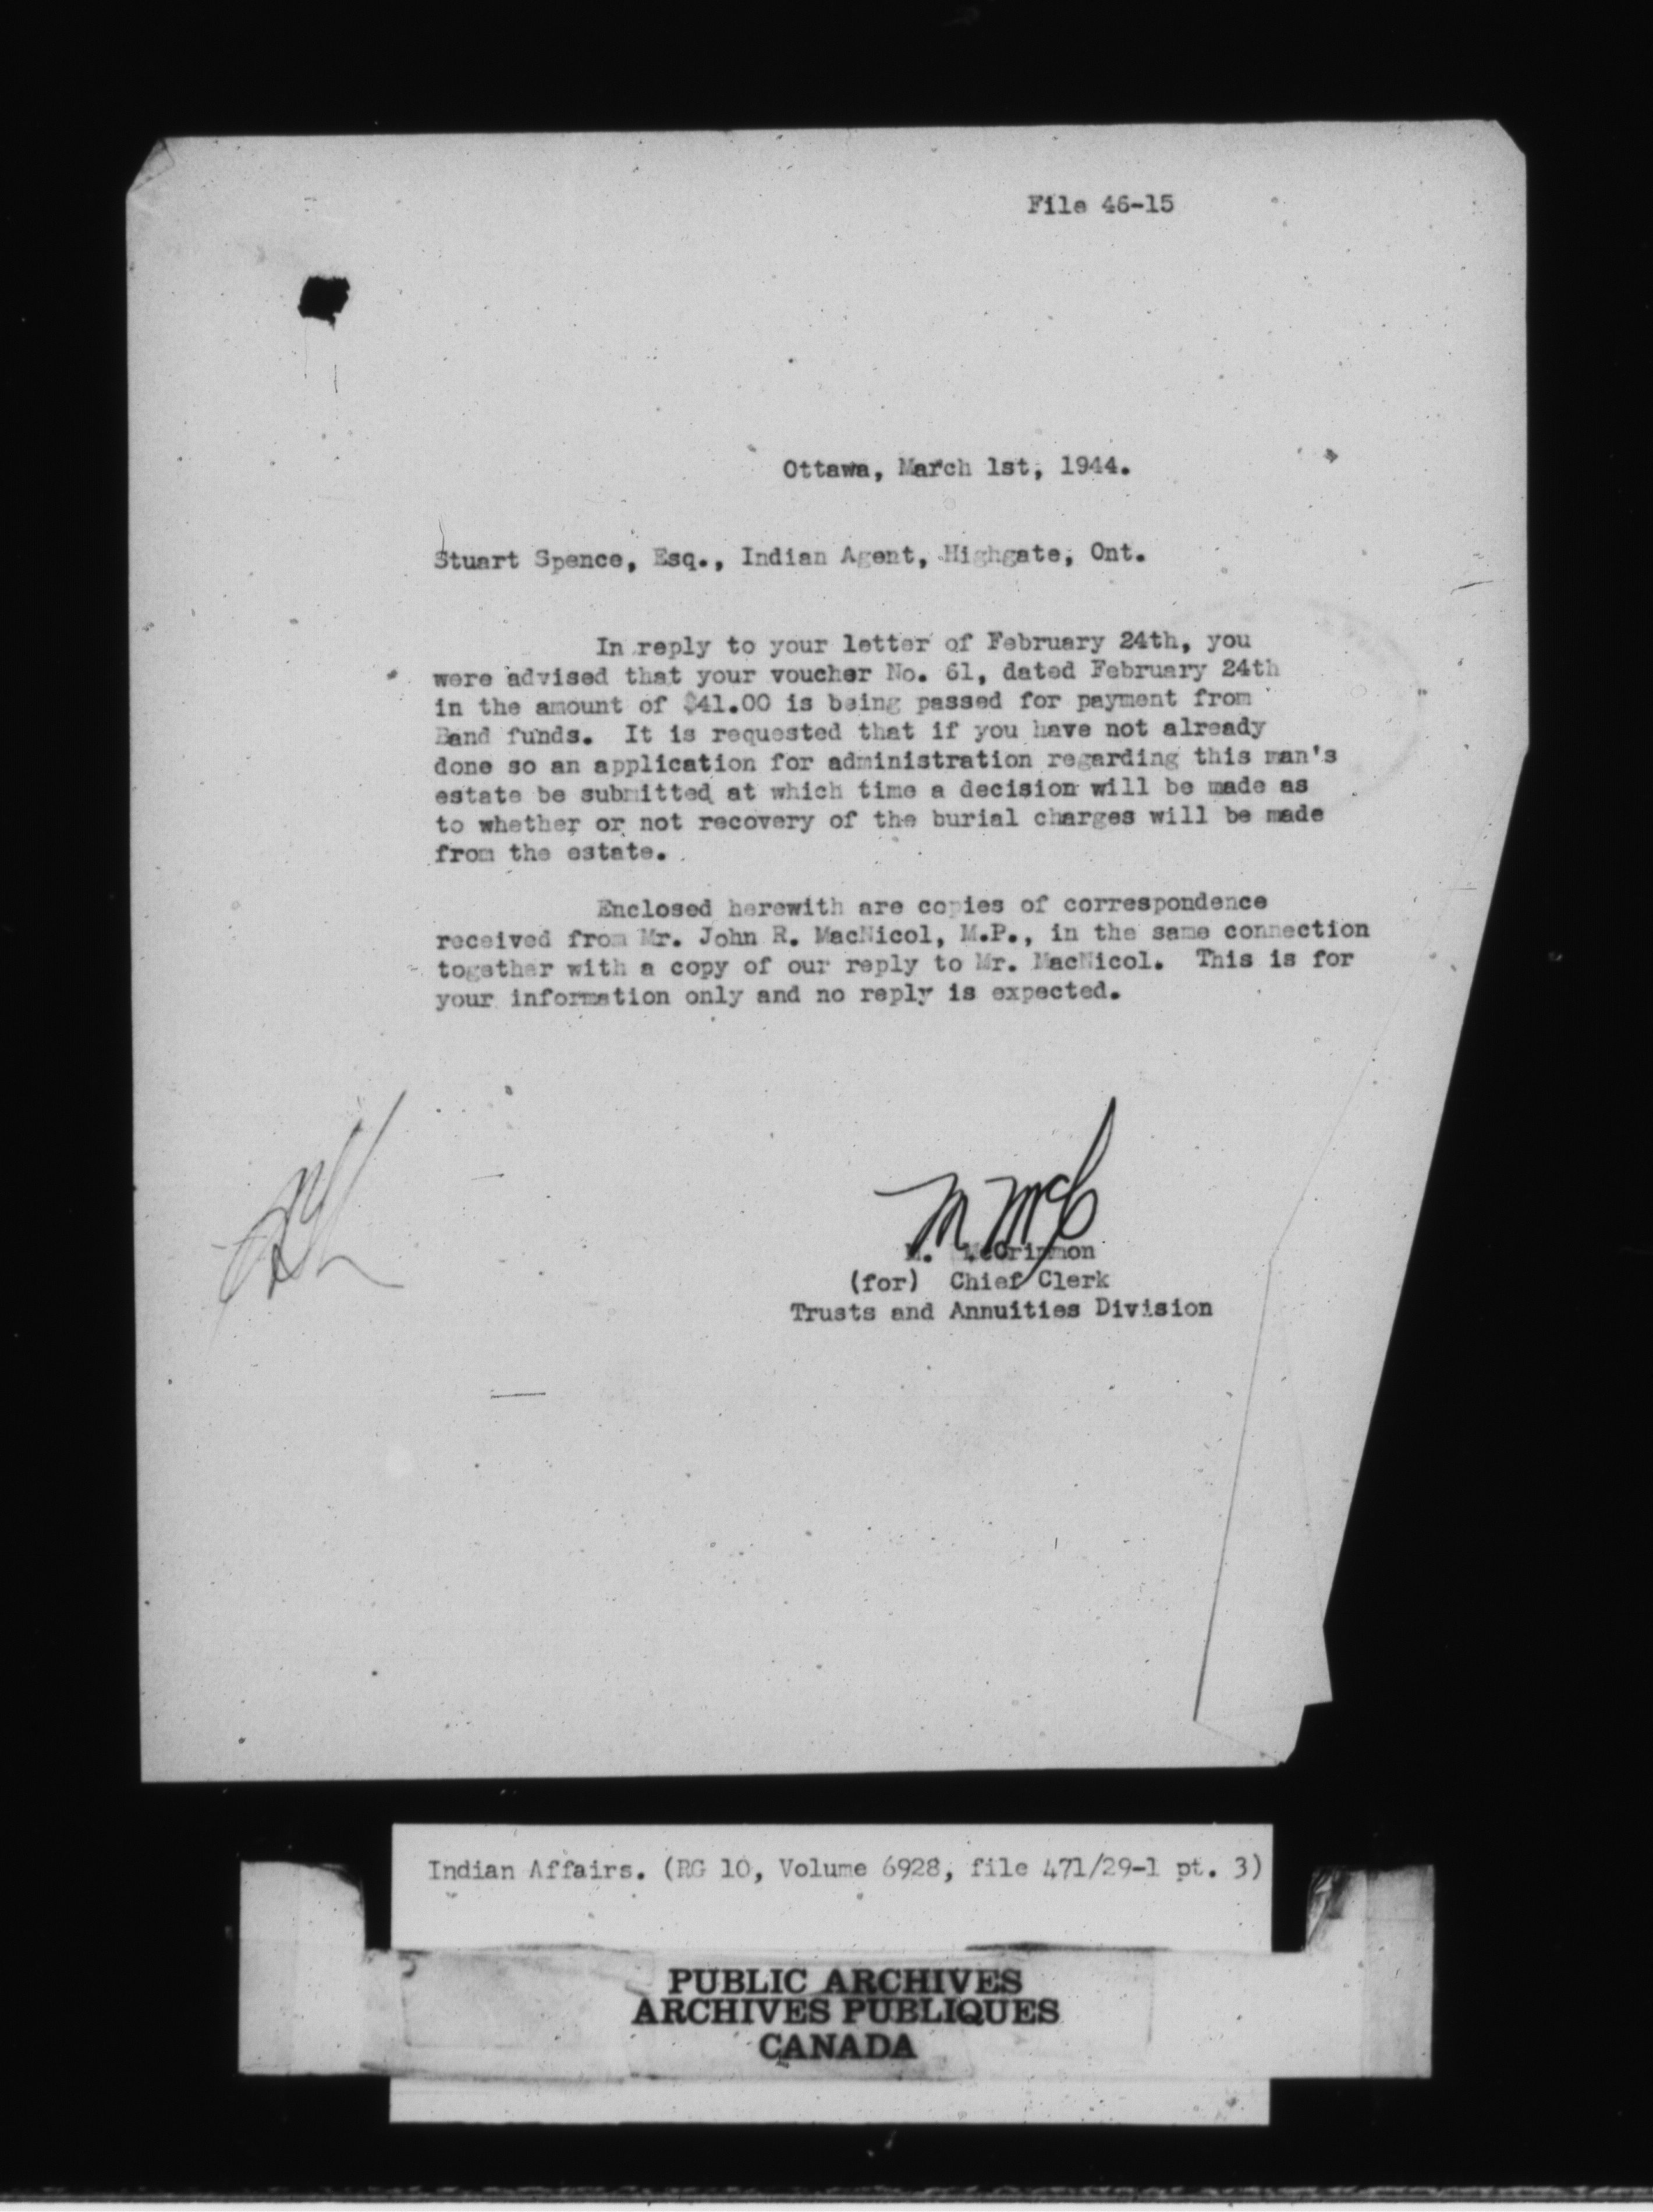 File 46-15
Ottawa, March 1st, 1944.
Stuart Spence, Esq., Indian Agent, Highgate, Ont.
In reply to your letter of February 24th, you
were advised that your voucher No. 61, dated February 24th
in the amount of $41.00 is being passed for payment from
Band funds. It is requested that if you have not already
done so an application for administration regarding this man's
estate be submitted at which time a decision will be made as
to whether or not recovery of the burial charges will be made
from the estate.
Enclosed herewith are copies of correspondence
received from Mr. John R. MacNicol, M.P., in the same connection
together with a copy of our reply to Mr. MacNicol. This is for
your information only and no reply is expected.
M McC
M. McCrimmon
(for) Chief Clerk
Trusts and Annuities Division
Indian Affairs. (RG 10, Volume 6928, file 471/29-1 pt. 3)
PUBLIC ARCHIVES
ARCHIVES PUBLIQUES
CANADA